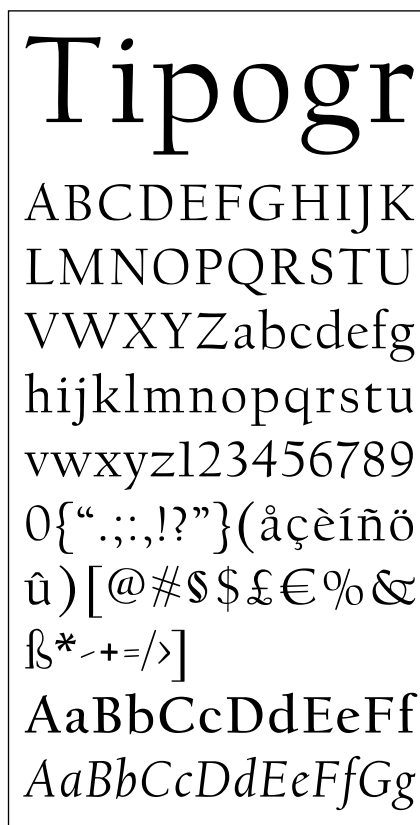 Tipogr
ABCDEFGHIJK
LMNOPQRSTU
VWXYZabcdefg
hijklmnopqrstu
vwxyz123456789
0{“.;:,!?”}(åçèíñö
û)[@#§$£€%&
ß*-+=/›]
AaBbCcDdEeFf
AaBbCcDdEeFfGg